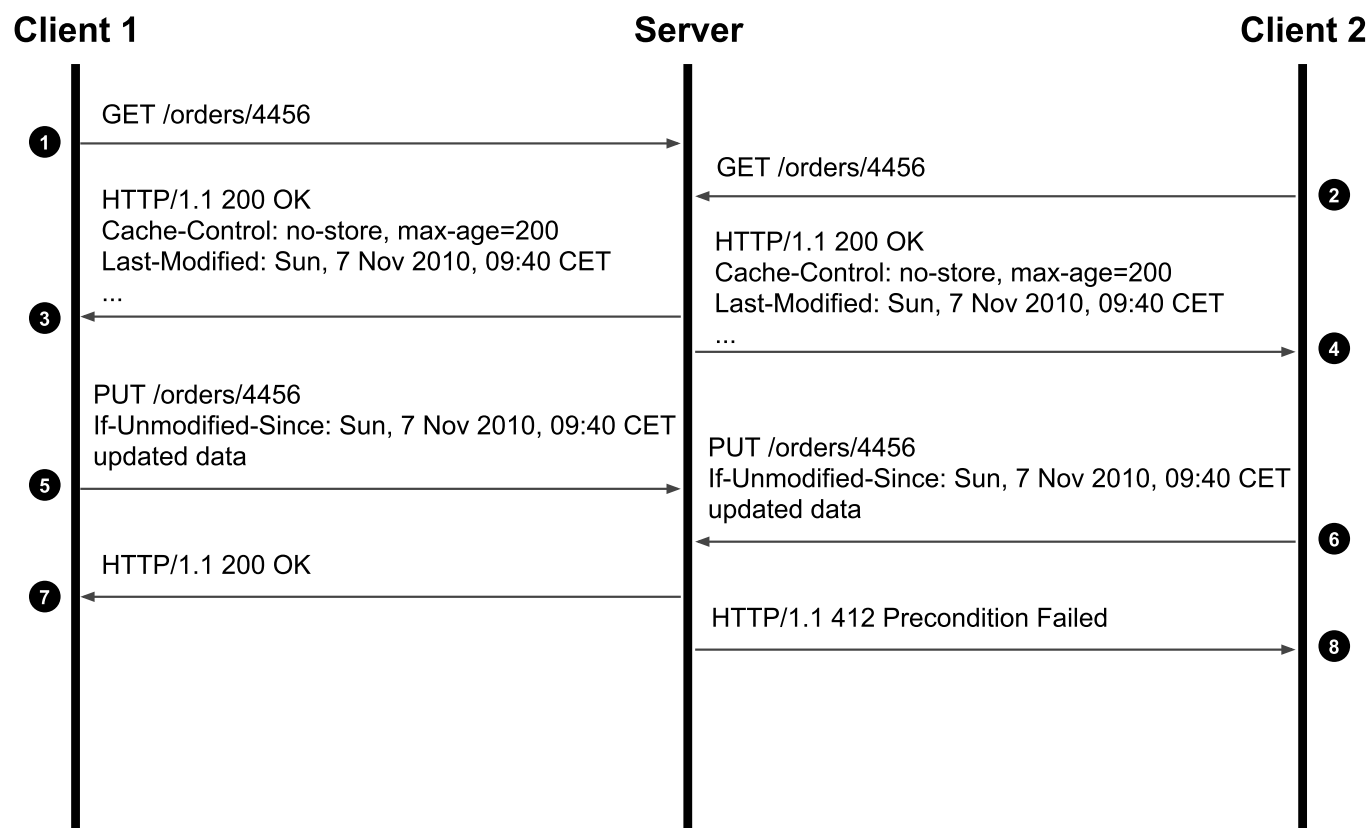 Client 1
Server
Client 2
GET /orders/4456
1
GET /orders/4456
2
HTTP/1.1 200 OK
Cache-Control: no-store, max-age=200
Last-Modified: Sun, 7 Nov 2010, 09:40 CET
...
3
HTTP/1.1 200 OK
Cache-Control: no-store, max-age=200
Last-Modified: Sun, 7 Nov 2010, 09:40 CET
...
4
PUT /orders/4456
If-Unmodified-Since: Sun, 7 Nov 2010, 09:40 CET
updated data
5
PUT /orders/4456
If-Unmodified-Since: Sun, 7 Nov 2010, 09:40 CET
updated data
6
HTTP/1.1 200 OK
7
HTTP/1.1 412 Precondition Failed
8